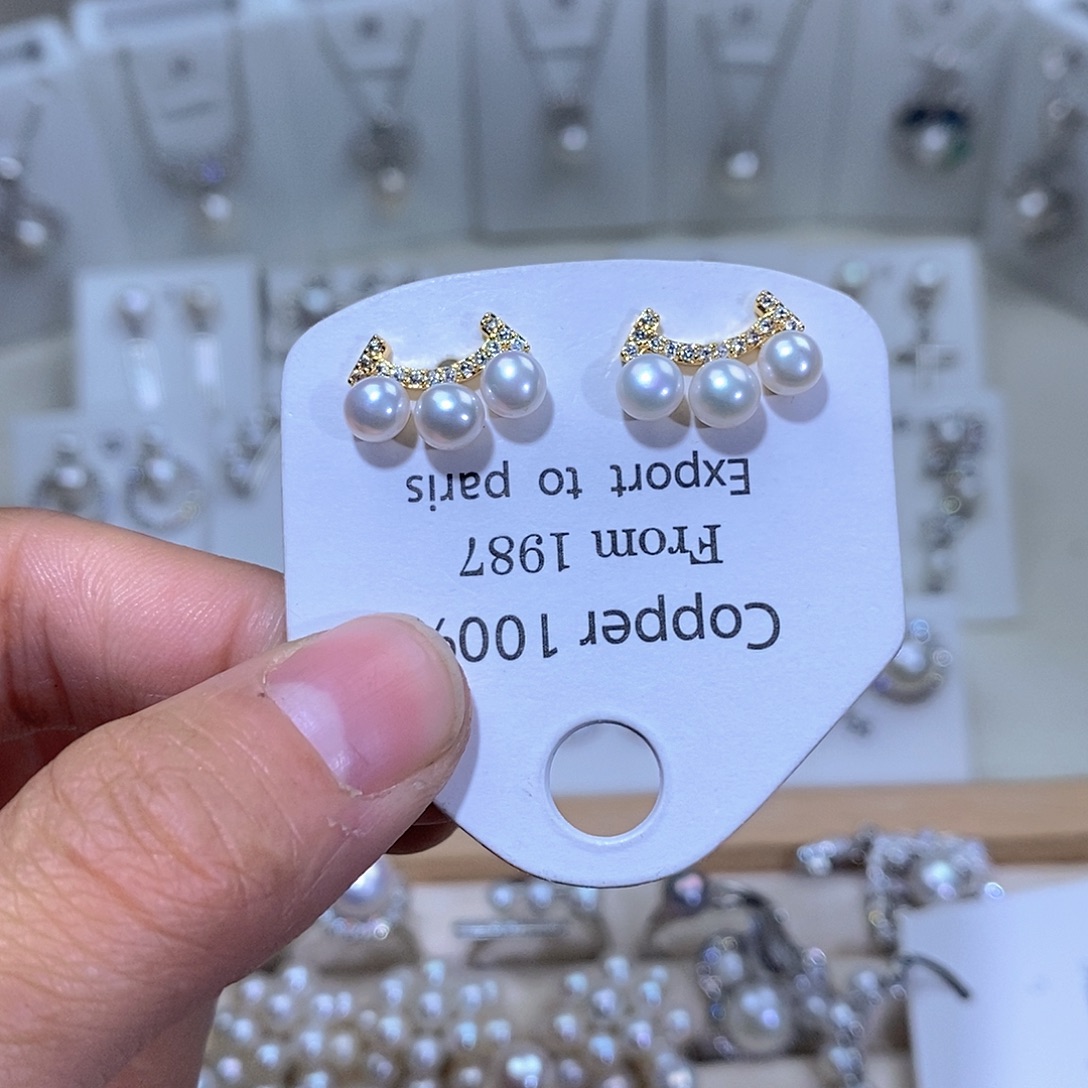 Copper 100%
From 1987
Export to paris